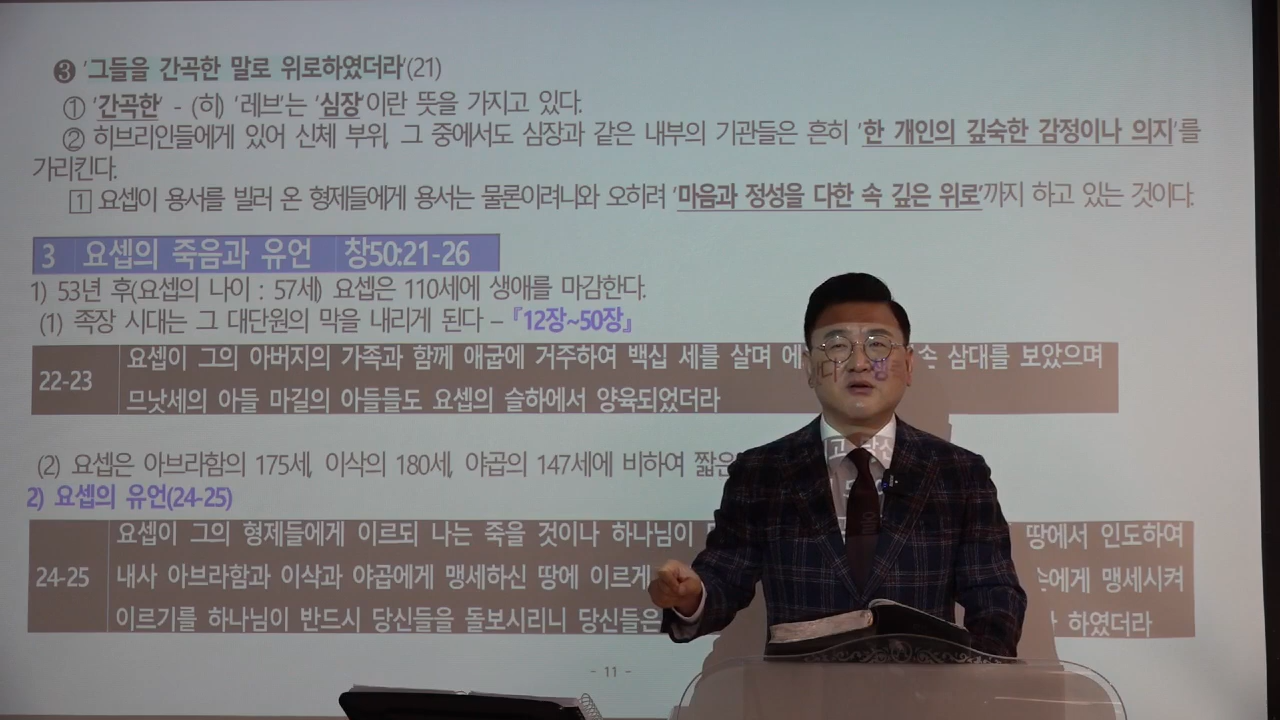 ❸ '그들을 간곡한 말로 위로하였더라'(21)
① '간곡한' - (히) '레브'는 '심장'이란 뜻을 가지고 있다.
② 히브리인들에게 있어 신체 부위, 그 중에서도 심장과 같은 내부의 기관들은 흔히 '한 개인의 깊숙한 감정이나 의지'를
가리킨다.
1 요셉이 용서를 빌러 온 형제들에게 용서는 물론이려니와 오히려 '마음과 정성을 다한 속 깊은 위로'까지 하고 있는 것이다.
3 요셉의 죽음과 유언 창50:21-26
1) 53년 후(요셉의 나이 : 57세) 요셉은 110세에 생애를 마감한다.
(1) 족장 시대는 그 대단원의 막을 내리게 된다 – 『12장~50장』
22-23
요셉이 그의 아버지의 가족과 함께 애굽에 거주하여 백십 세를 살며 에 손 삼대를 보았으며
므낫세의 아들 마길의 아들들도 요셉의 슬하에서 양육되었더라
(2) 요셉은 아브라함의 175세, 이삭의 180세, 야곱의 147세에 비하여 짧은
2) 요셉의 유언(24-25)
24-25
요셉이 그의 형제들에게 이르되 나는 죽을 것이나 하나님이 땅에서 인도하여
내사 아브라함과 이삭과 야곱에게 맹세하신 땅에 이르게 에게 맹세시켜
이르기를 하나님이 반드시 당신들을 돌보시리니 당신들은 하였더라
- 11 -